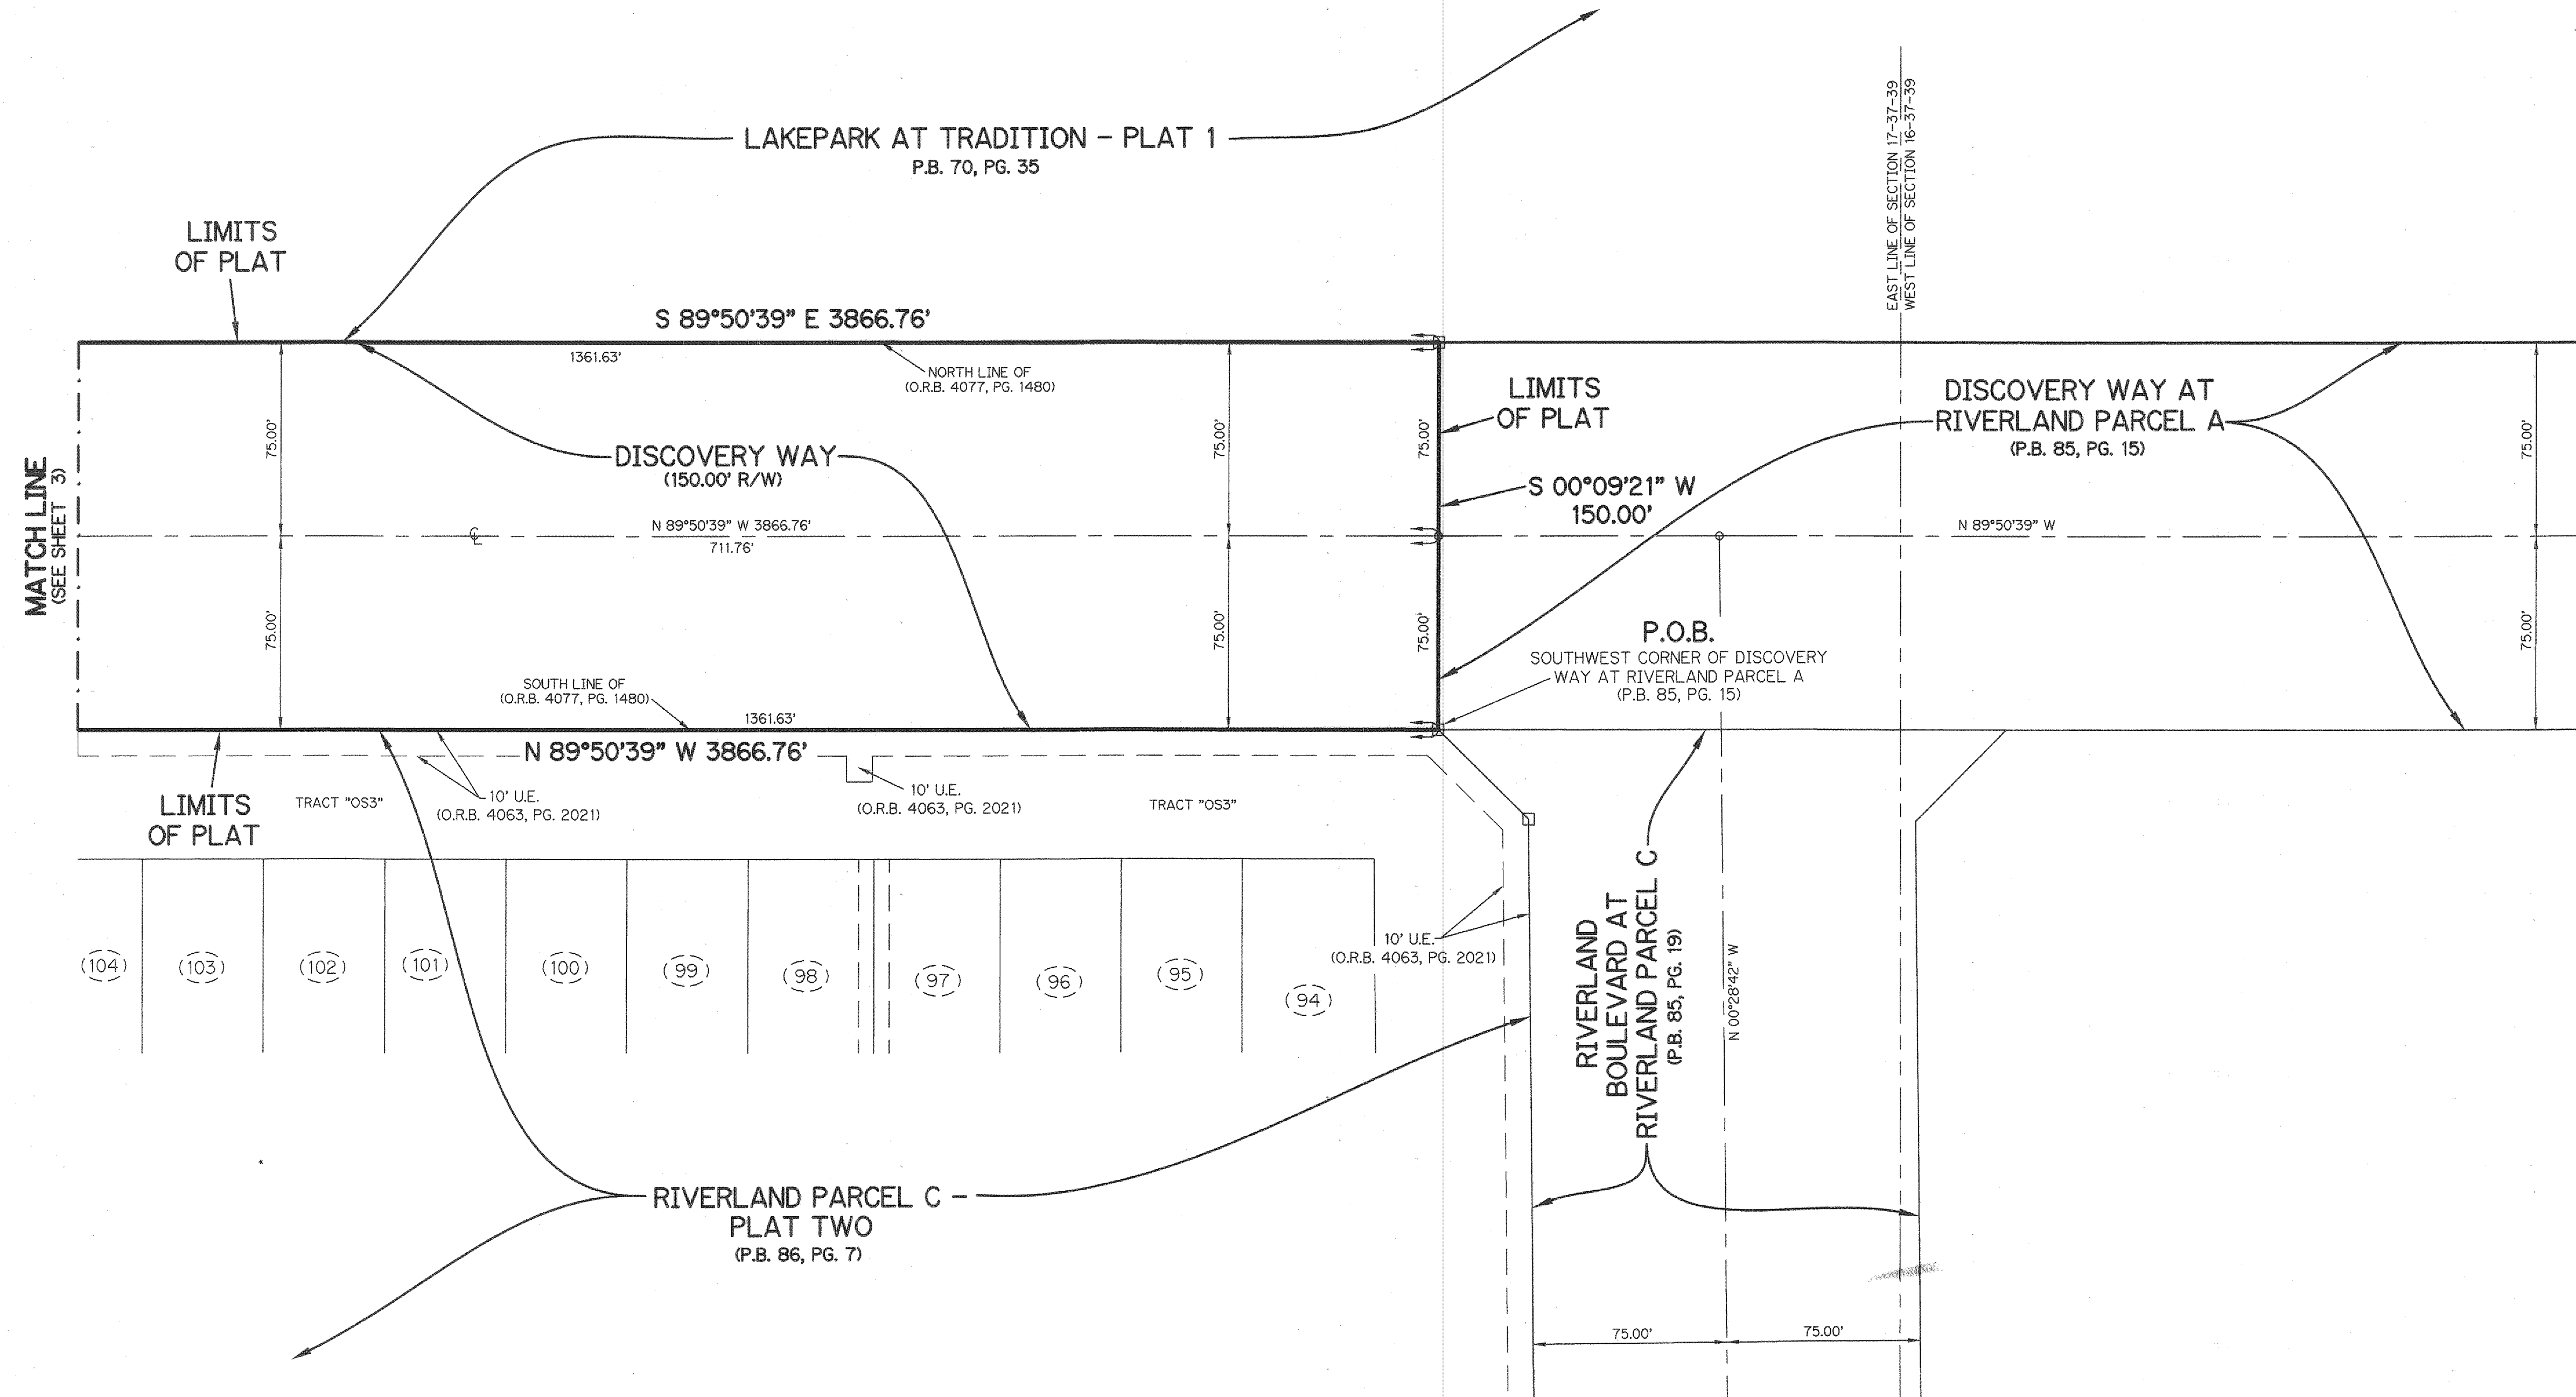 LAKEPARK AT TRADITION - PLAT 1
P.B. 70, PG. 35
EAST LINE OF SECTION 17-37-39
WEST LINE OF SECTION 16-37-39
LIMITS
OF PLAT
S 89°50'39" E 3866.76'
1361.63'
NORTH LINE OF
(O.R.B. 4077, PG. 1480)
LIMITS
OF PLAT
DISCOVERY WAY AT
RIVERLAND PARCEL A
(P.B. 85, PG. 15)
75.00'
75.00'
75.00'
75.00'
DISCOVERY WAY
(150.00' R/W)
MATCH LINE
(SEE SHEET 3)
S 00°09'21" W
150.00'
N 89°50'39" W 3866.76'
711.76'
N 89°50'39" W
75.00'
75.00'
75.00'
75.00'
P.O.B.
SOUTHWEST CORNER OF DISCOVERY
WAY AT RIVERLAND PARCEL A
(P.B. 85, PG. 15)
SOUTH LINE OF
(O.R.B. 4077, PG. 1480)
1361.63'
N 89°50'39" W 3866.76'
LIMITS
OF PLAT
TRACT "OS3"
10' U.E.
(O.R.B. 4063, PG. 2021)
10' U.E.
(O.R.B. 4063, PG. 2021)
TRACT "OS3"
(104)
(103)
(102)
(101)
(100)
(99)
(98)
(97)
(96)
(95)
(94)
10' U.E.
(O.R.B. 4063, PG. 2021)
RIVERLAND
BOULEVARD AT
RIVERLAND PARCEL C
(P.B. 85, PG. 19)
N 00°28'42" W
RIVERLAND PARCEL C -
PLAT TWO
(P.B. 86, PG. 7)
75.00'
75.00'